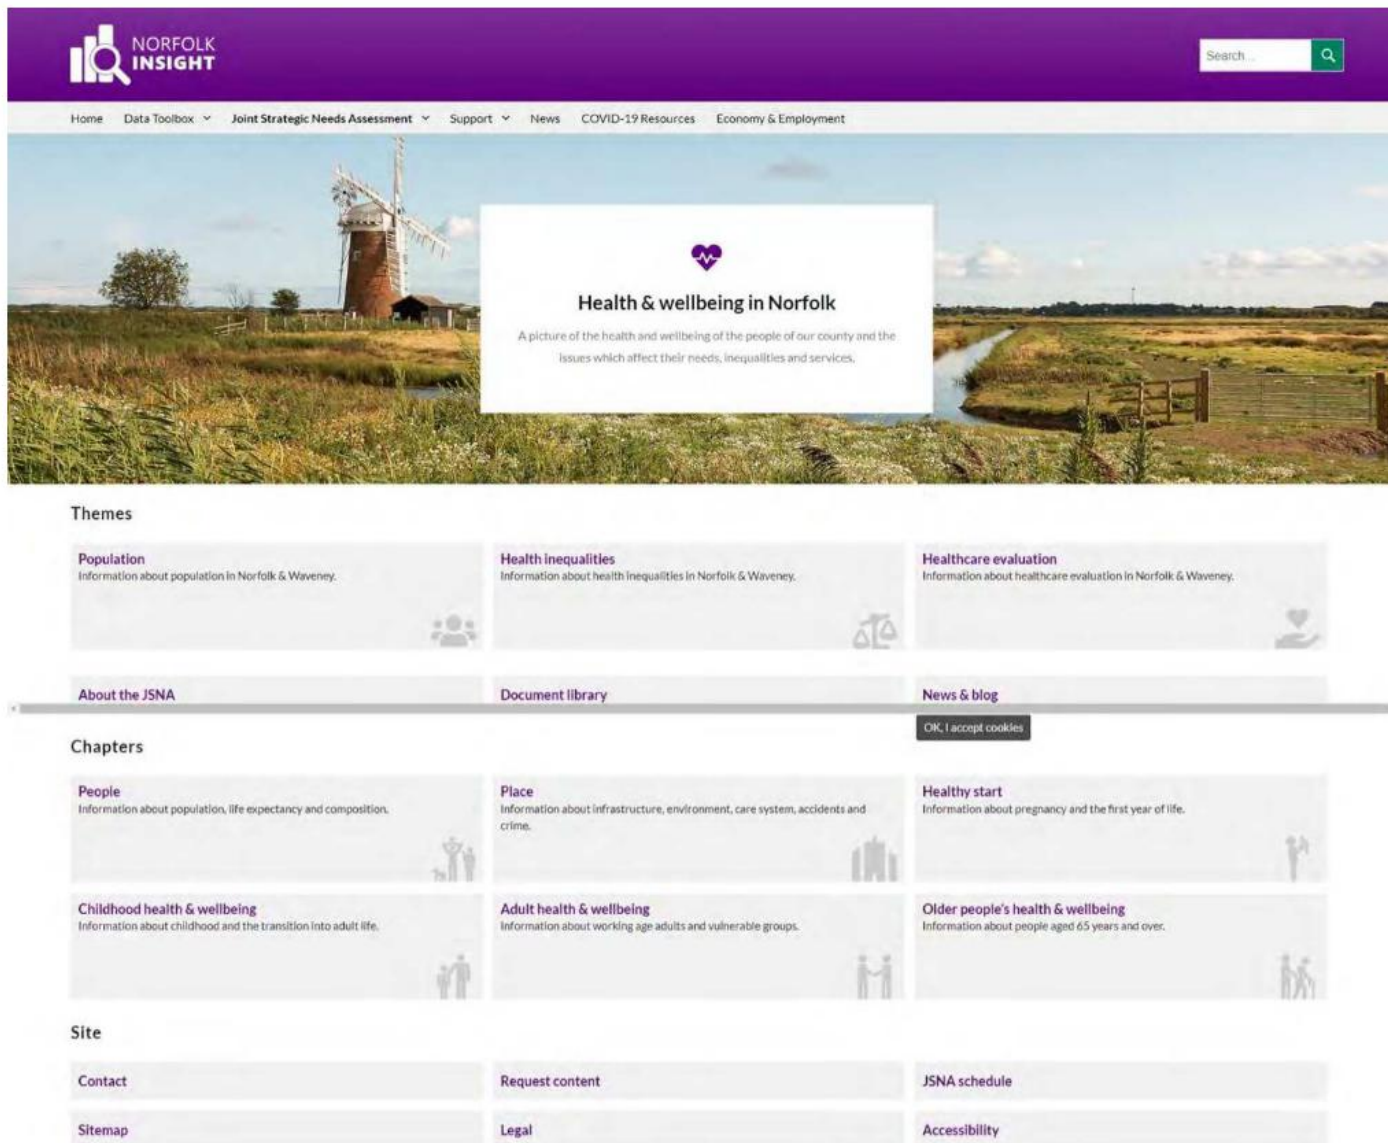 NORFOLK
INSIGHT
Search...
Home Data Toolbox Joint Strategic Needs Assessment Support News COVID-19 Resources Economy & Employment
Health & wellbeing in Norfolk
A picture of the health and wellbeing of the people of our county and the
issues which affect their needs, inequalities and services.
Themes
Population
Information about population in Norfolk & Waveney.
Health inequalities
Information about health inequalities in Norfolk & Waveney.
Healthcare evaluation
Information about healthcare evaluation in Norfolk & Waveney.
About the JSNA
Document library
News & blog
OK, I accept cookies
Chapters
People
Information about population, life expectancy and composition.
Place
Information about infrastructure, environment, care system, accidents and
crime.
Healthy start
Information about pregnancy and the first year of life.
Childhood health & wellbeing
Information about childhood and the transition into adult life.
Adult health & wellbeing
Information about working age adults and vulnerable groups.
Older people's health & wellbeing
Information about people aged 65 years and over.
Site
Contact
Request content
JSNA schedule
Sitemap
Legal
Accessibility